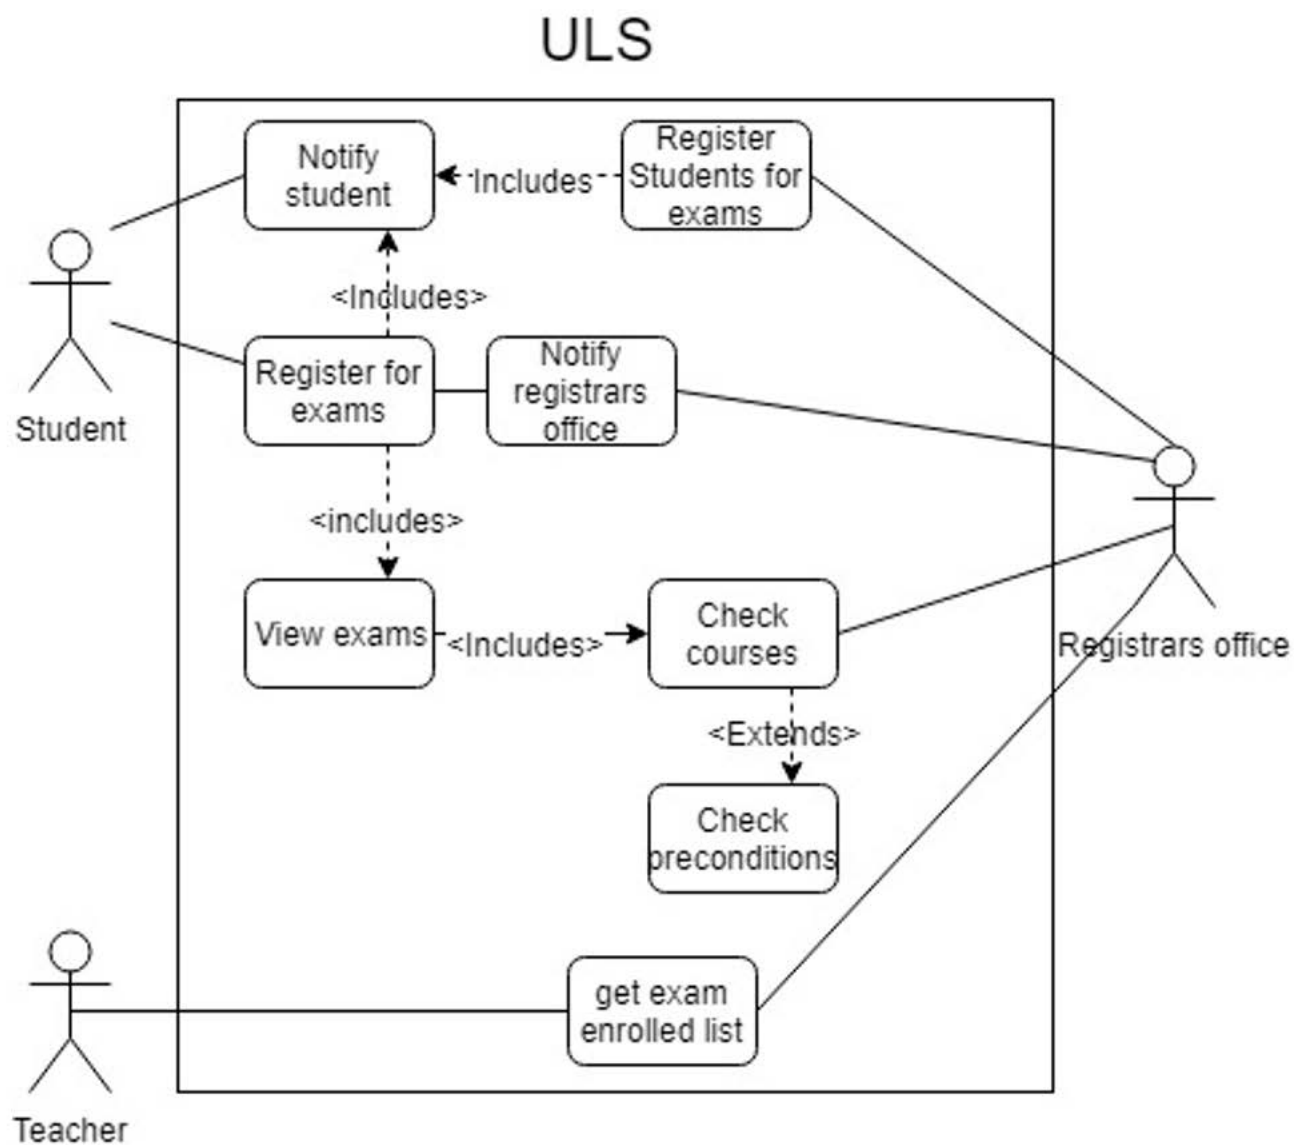 ULS
Notify
student
Includes
Register
Students for
exams
<Includes>
Register for
exams
Notify
registrars
office
Student
<includes>
View exams
<Includes>
Check
courses
Registrars office
<Extends>
Check
preconditions
get exam
enrolled list
Teacher